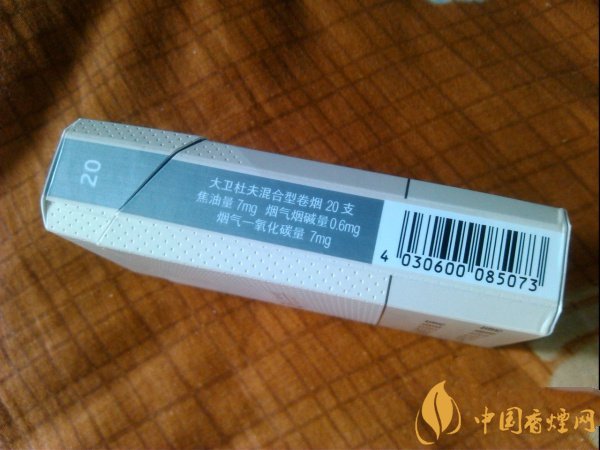 20
大卫杜夫混合型卷烟 20 支
焦油量 7mg 烟气烟碱量 0.6mg
烟气一氧化碳量 7mg
4 030600 085073
中国香煙网